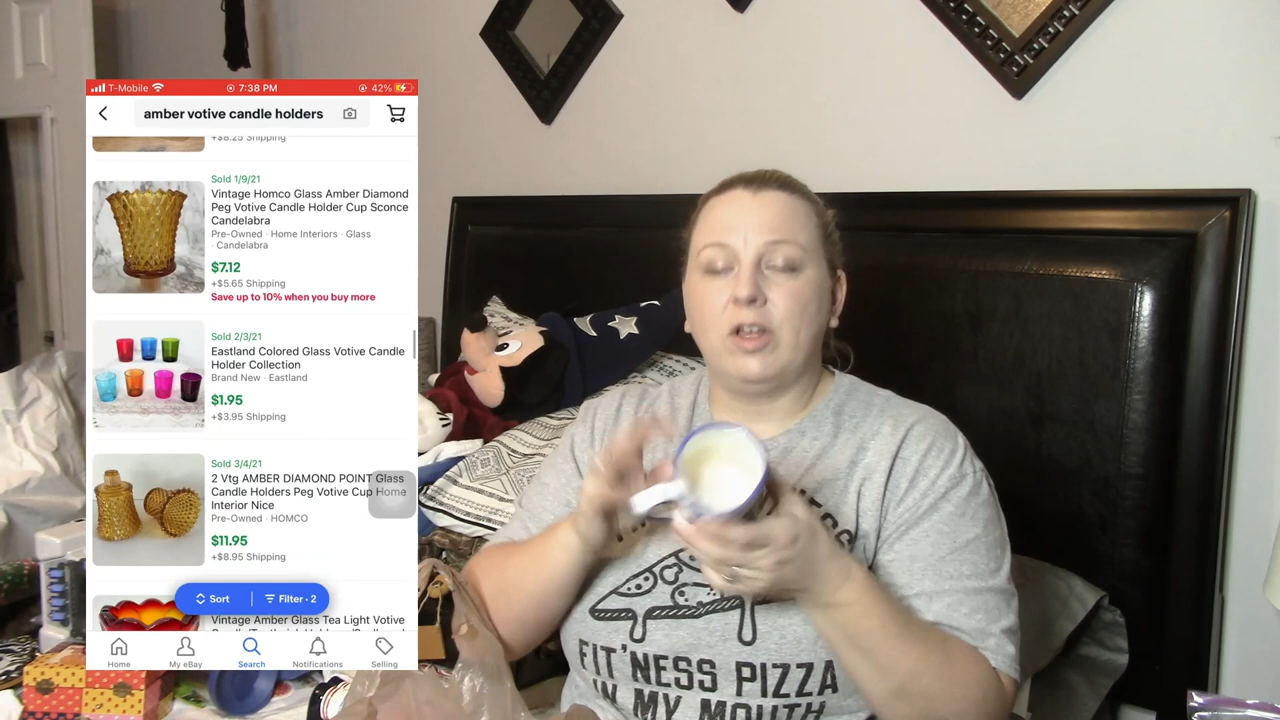 T-Mobile 7:38 PM 42%
amber votive candle holders
+$8.25 Shipping
Sold 1/9/21
Vintage Homco Glass Amber Diamond
Peg Votive Candle Holder Cup Sconce
Candelabra
Pre-Owned · Home Interiors · Glass
· Candelabra
$7.12
+$5.65 Shipping
Save up to 10% when you buy more
Sold 2/3/21
Eastland Colored Glass Votive Candle
Holder Collection
Brand New · Eastland
$1.95
+$3.95 Shipping
Sold 3/4/21
2 Vtg AMBER DIAMOND POINT Glass
Candle Holders Peg Votive Cup Home
Interior Nice
Pre-Owned · HOMCO
$11.95
+$8.95 Shipping
Sort Filter · 2
Vintage Amber Glass Tea Light Votive
Home My eBay Search Notifications Selling
FIT'NESS PIZZA
IN MY MOUTH